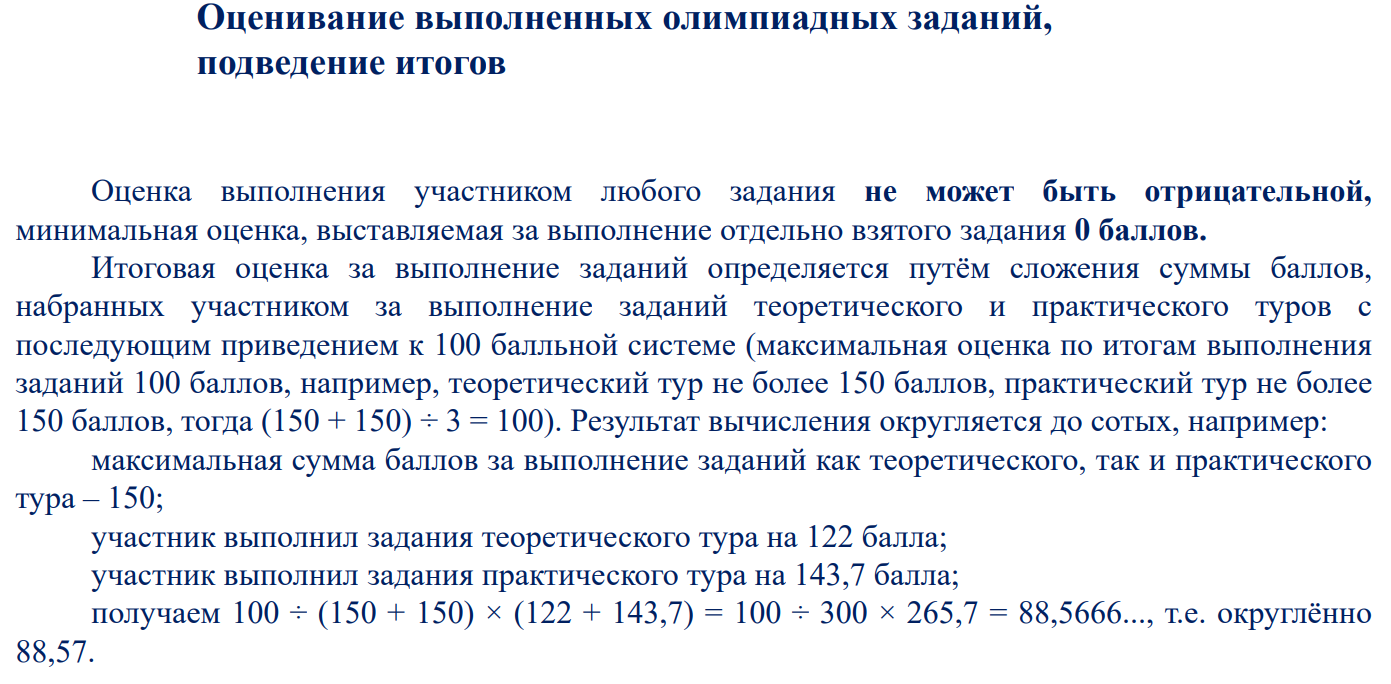 Оценивание выполненных олимпиадных заданий,
подведение итогов
Оценка выполнения участником любого задания не может быть отрицательной,
минимальная оценка, выставляемая за выполнение отдельно взятого задания 0 баллов.
Итоговая оценка за выполнение заданий определяется путём сложения суммы баллов,
набранных участником за выполнение заданий теоретического и практического туров с
последующим приведением к 100 балльной системе (максимальная оценка по итогам выполнения
заданий 100 баллов, например, теоретический тур не более 150 баллов, практический тур не более
150 баллов, тогда (150 + 150) ÷ 3 = 100). Результат вычисления округляется до сотых, например:
максимальная сумма баллов за выполнение заданий как теоретического, так и практического
тура – 150;
участник выполнил задания теоретического тура на 122 балла;
участник выполнил задания практического тура на 143,7 балла;
получаем 100 ÷ (150 + 150) × (122 + 143,7) = 100 ÷ 300 × 265,7 = 88,5666..., т.е. округлённо
88,57.